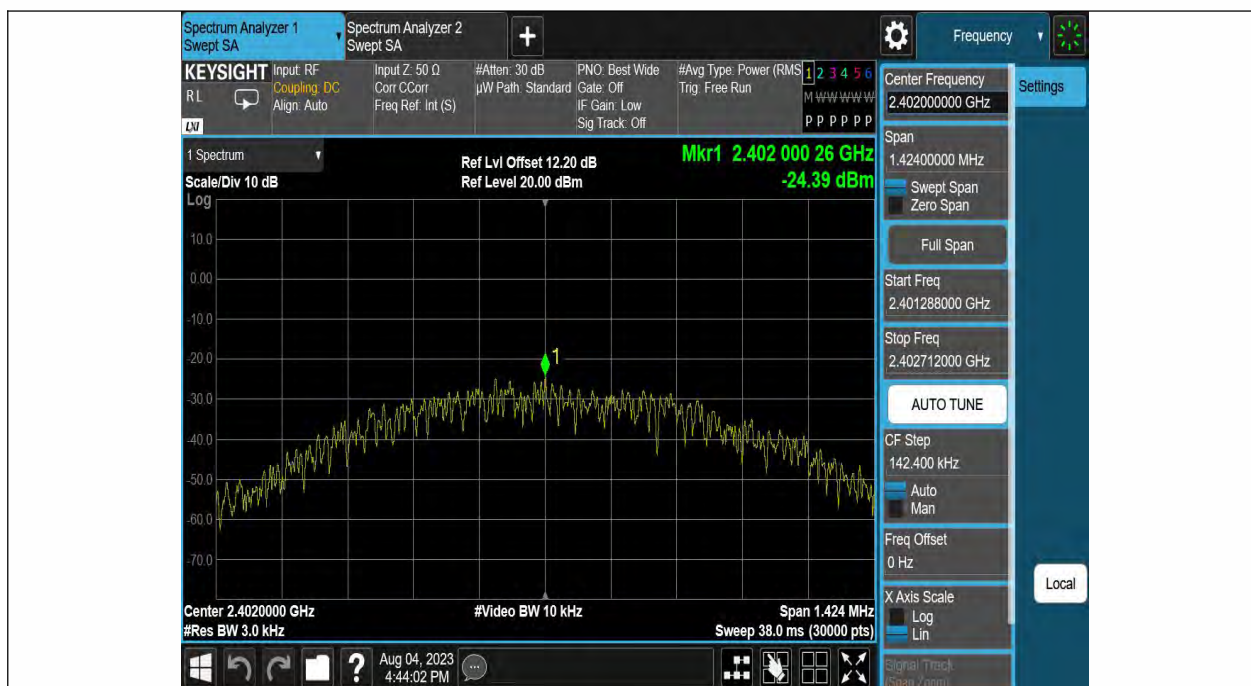 Spectrum Analyzer 1
Swept SA
Spectrum Analyzer 2
Swept SA
Frequency
KEYSIGHT
RL
LXI
Input: RF
Coupling: DC
Align: Auto
Input Z: 50 Ω
Corr CCorr
Freq Ref: Int (S)
#Atten: 30 dB
µW Path: Standard
PNO: Best Wide
Gate: Off
IF Gain: Low
Sig Track: Off
#Avg Type: Power (RMS
Trig: Free Run
1 2 3 4 5 6
M W W W W W
P P P P P P
Center Frequency
2.402000000 GHz
Settings
Span
1.42400000 MHz
Swept Span
Zero Span
Full Span
Start Freq
2.401288000 GHz
Stop Freq
2.402712000 GHz
AUTO TUNE
CF Step
142.400 kHz
Auto
Man
Freq Offset
0 Hz
X Axis Scale
Log
Lin
Signal Track
(Span Zoom)
Local
1 Spectrum
Scale/Div 10 dB
Log
Ref Lvl Offset 12.20 dB
Ref Level 20.00 dBm
Mkr1 2.402 000 26 GHz
-24.39 dBm
10.0
0.00
-10.0
-20.0
-30.0
-40.0
-50.0
-60.0
-70.0
1
Center 2.4020000 GHz
#Video BW 10 kHz
Span 1.424 MHz
#Res BW 3.0 kHz
Sweep 38.0 ms (30000 pts)
?
Aug 04, 2023
4:44:02 PM